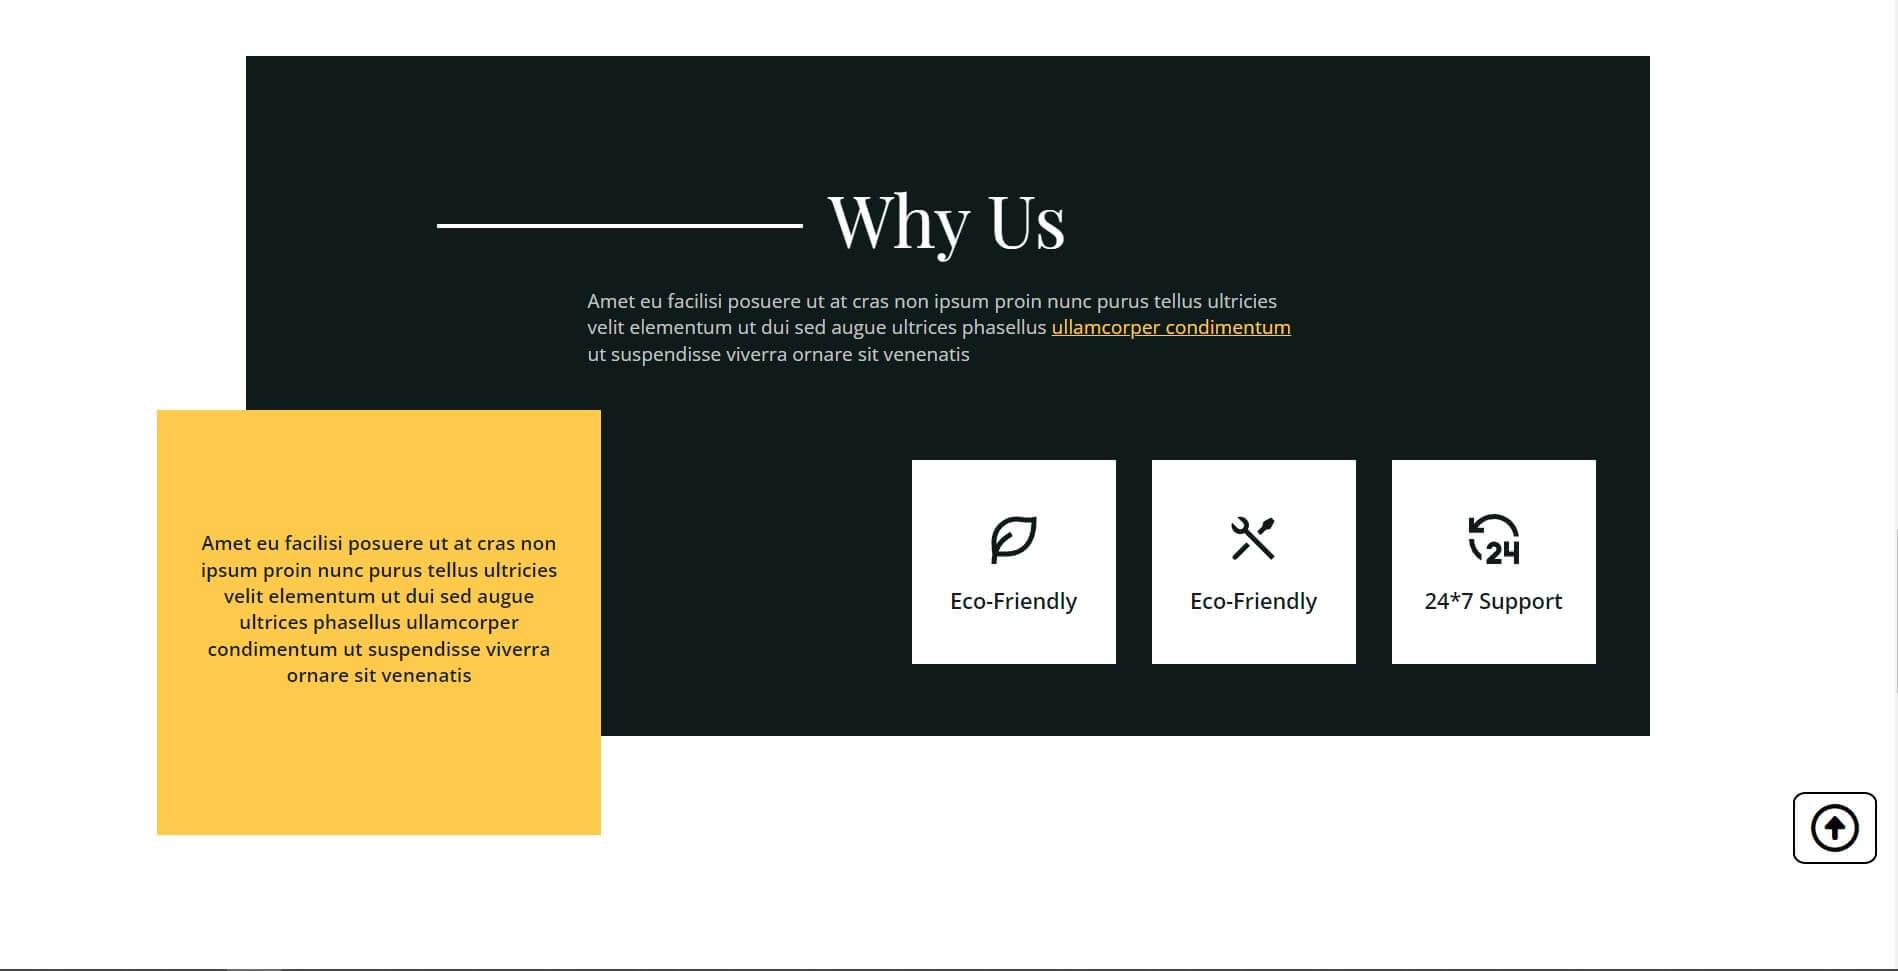 Why Us
Amet eu facilisi posuere ut at cras non ipsum proin nunc purus tellus ultricies
velit elementum ut dui sed augue ultrices phasellus ullamcorper condimentum
ut suspendisse viverra ornare sit venenatis
Amet eu facilisi posuere ut at cras non
ipsum proin nunc purus tellus ultricies
velit elementum ut dui sed augue
ultrices phasellus ullamcorper
condimentum ut suspendisse viverra
ornare sit venenatis
Eco-Friendly
Eco-Friendly
24
24*7 Support